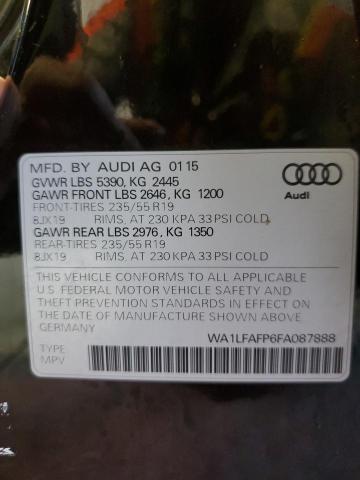 MFD. BY AUDI AG 01 15
GVWR LBS 5390, KG 2445
GAWR FRONT LBS 2646, KG 1200
FRONT-TIRES 235/55 R19
8JX19 RIMS, AT 230 KPA 33 PSI COLD
GAWR REAR LBS 2976, KG 1350
REAR-TIRES 235/55 R19
8JX19 RIMS, AT 230 KPA 33 PSI COLD
Audi
THIS VEHICLE CONFORMS TO ALL APPLICABLE
U.S. FEDERAL MOTOR VEHICLE SAFETY AND
THEFT PREVENTION STANDARDS IN EFFECT ON
THE DATE OF MANUFACTURE SHOWN ABOVE
GERMANY
WA1LFAFP6FA087888
TYPE
MPV